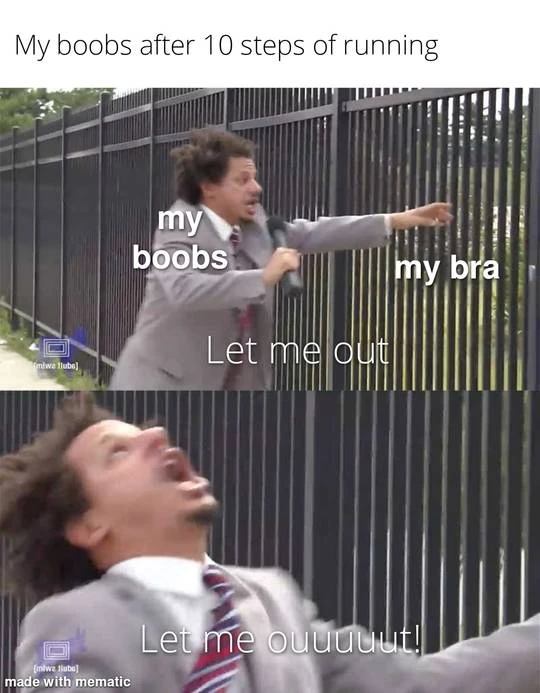 My boobs after 10 steps of running
my
boobs
my bra
Let me out
Let me ouuuuut!
made with mematic